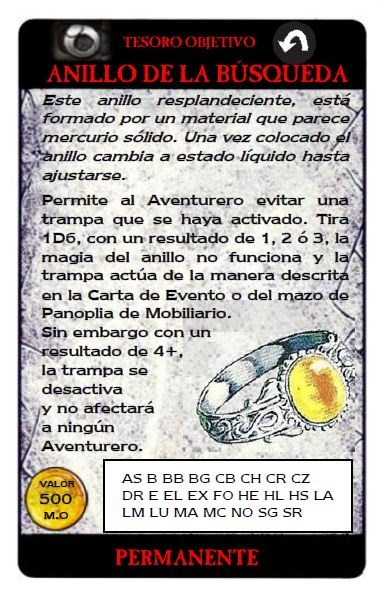 TESORO OBJETIVO
ANILLO DE LA BÚSQUEDA
Este anillo resplandeciente, está
formado por un material que parece
mercurio sólido. Una vez colocado el
anillo cambia a estado líquido hasta
ajustarse.
Permite al Aventurero evitar una
trampa que se haya activado. Tira
1D6, con un resultado de 1, 2 ó 3, la
magia del anillo no funciona y la
trampa actúa de la manera descrita
en la Carta de Evento o del mazo de
Panoplia de Mobiliario.
Sin embargo con un
resultado de 4+,
la trampa se
desactiva
y no afectará
a ningún
Aventurero.
VALOR
500
M.O
AS B BB BG CB CH CR CZ
DR E EL EX FO HE HL HS LA
LM LU MA MC NO SG SR
PERMANENTE